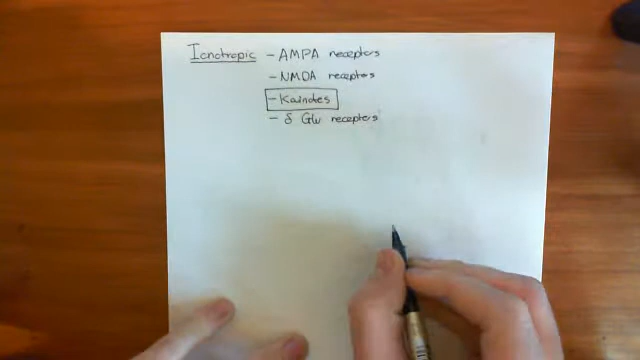 Ionotropic - AMPA receptors
- NMDA receptors
- Kainates
- δ Glu receptors